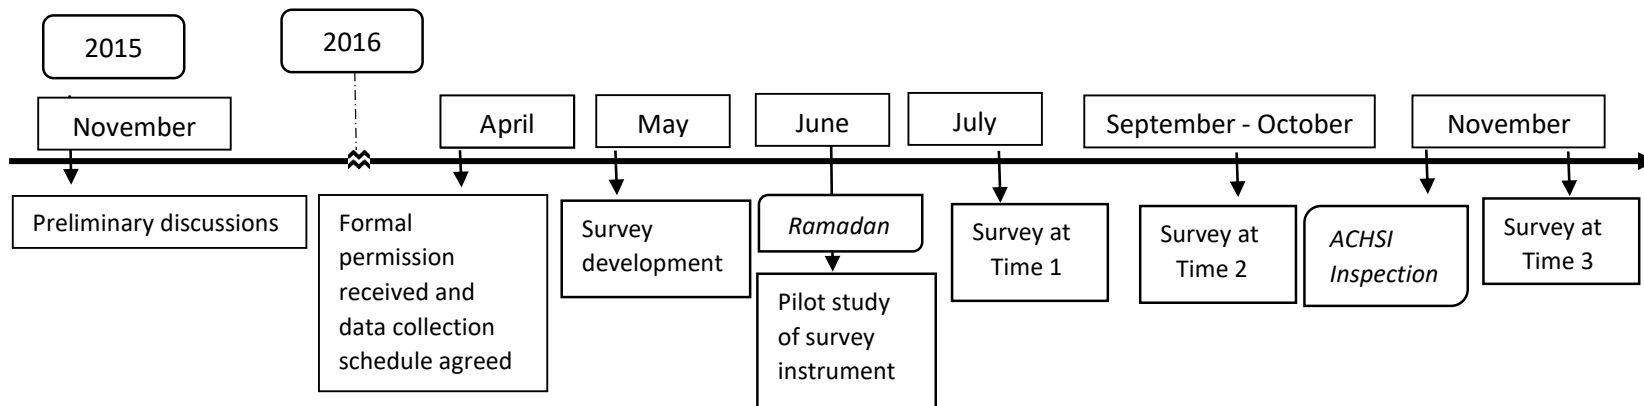 2015
2016
November
April
May
June
July
September - October
November
Preliminary discussions
Formal
permission
received and
data collection
schedule agreed
Survey
development
Ramadan
Pilot study
of survey
instrument
Survey at
Time 1
Survey at
Time 2
ACHSI
Inspection
Survey at
Time 3